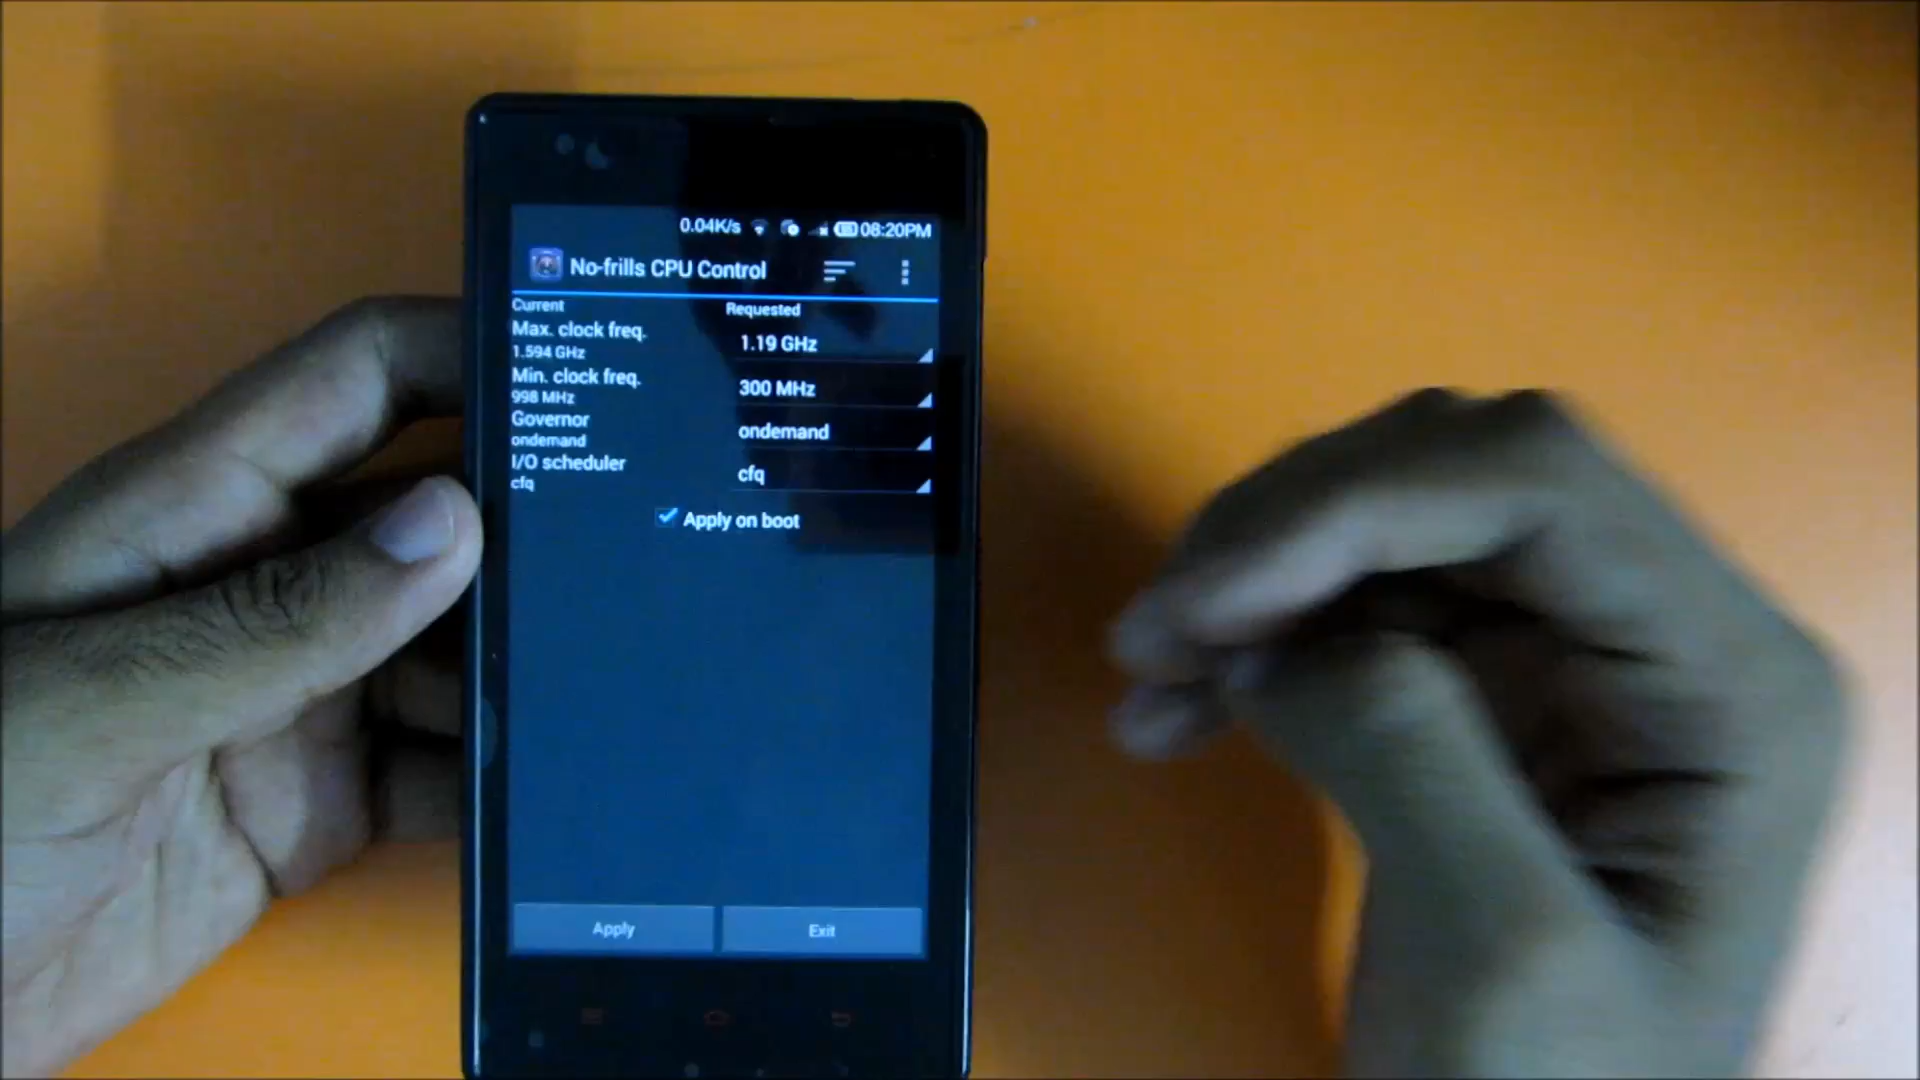 0.04K/s 08:20PM
No-frills CPU Control
Current Requested
Max. clock freq. 1.19 GHz
1.594 GHz
Min. clock freq. 300 MHz
998 MHz
Governor ondemand
ondemand
I/O scheduler cfq
cfq
Apply on boot
Apply Exit